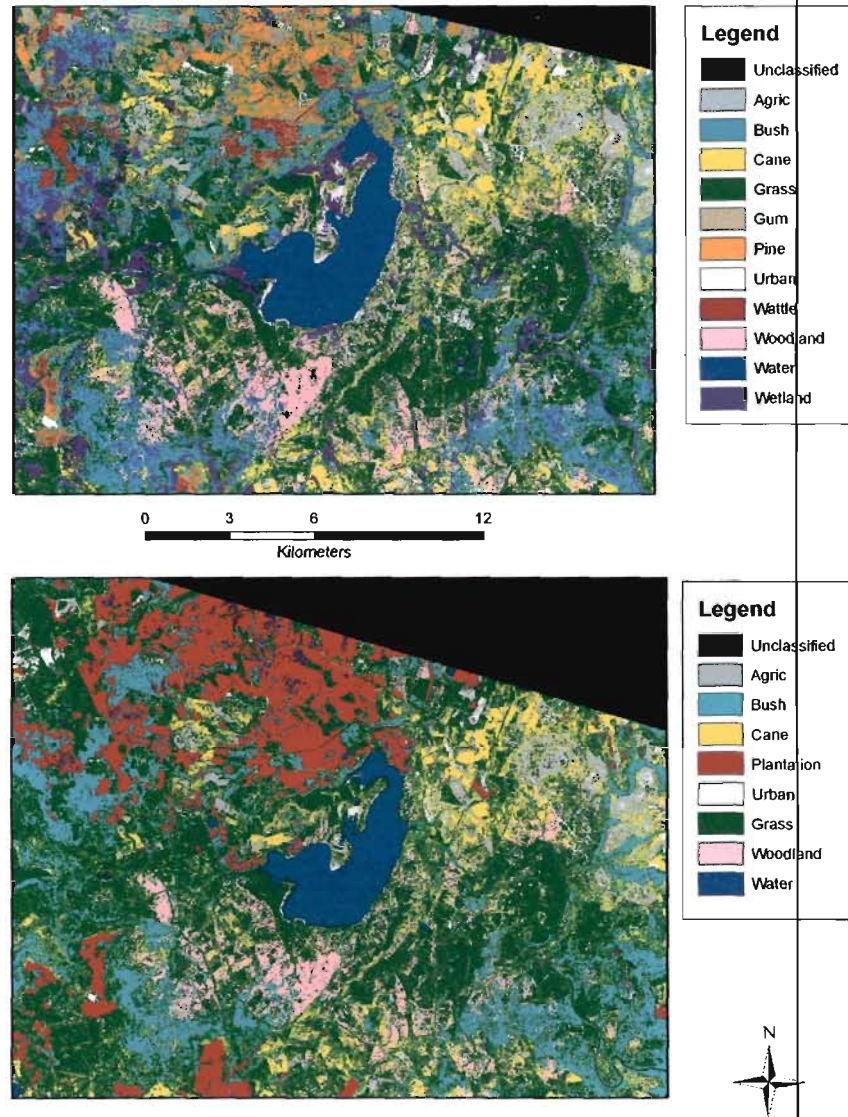 Legend
Unclassified
Agric
Bush
Cane
Grass
Gum
Pine
Urban
Wattle
Woodland
Water
Wetland
0 3 6 12
Kilometers
Legend
Unclassified
Agric
Bush
Cane
Plantation
Urban
Grass
Woodland
Water
N